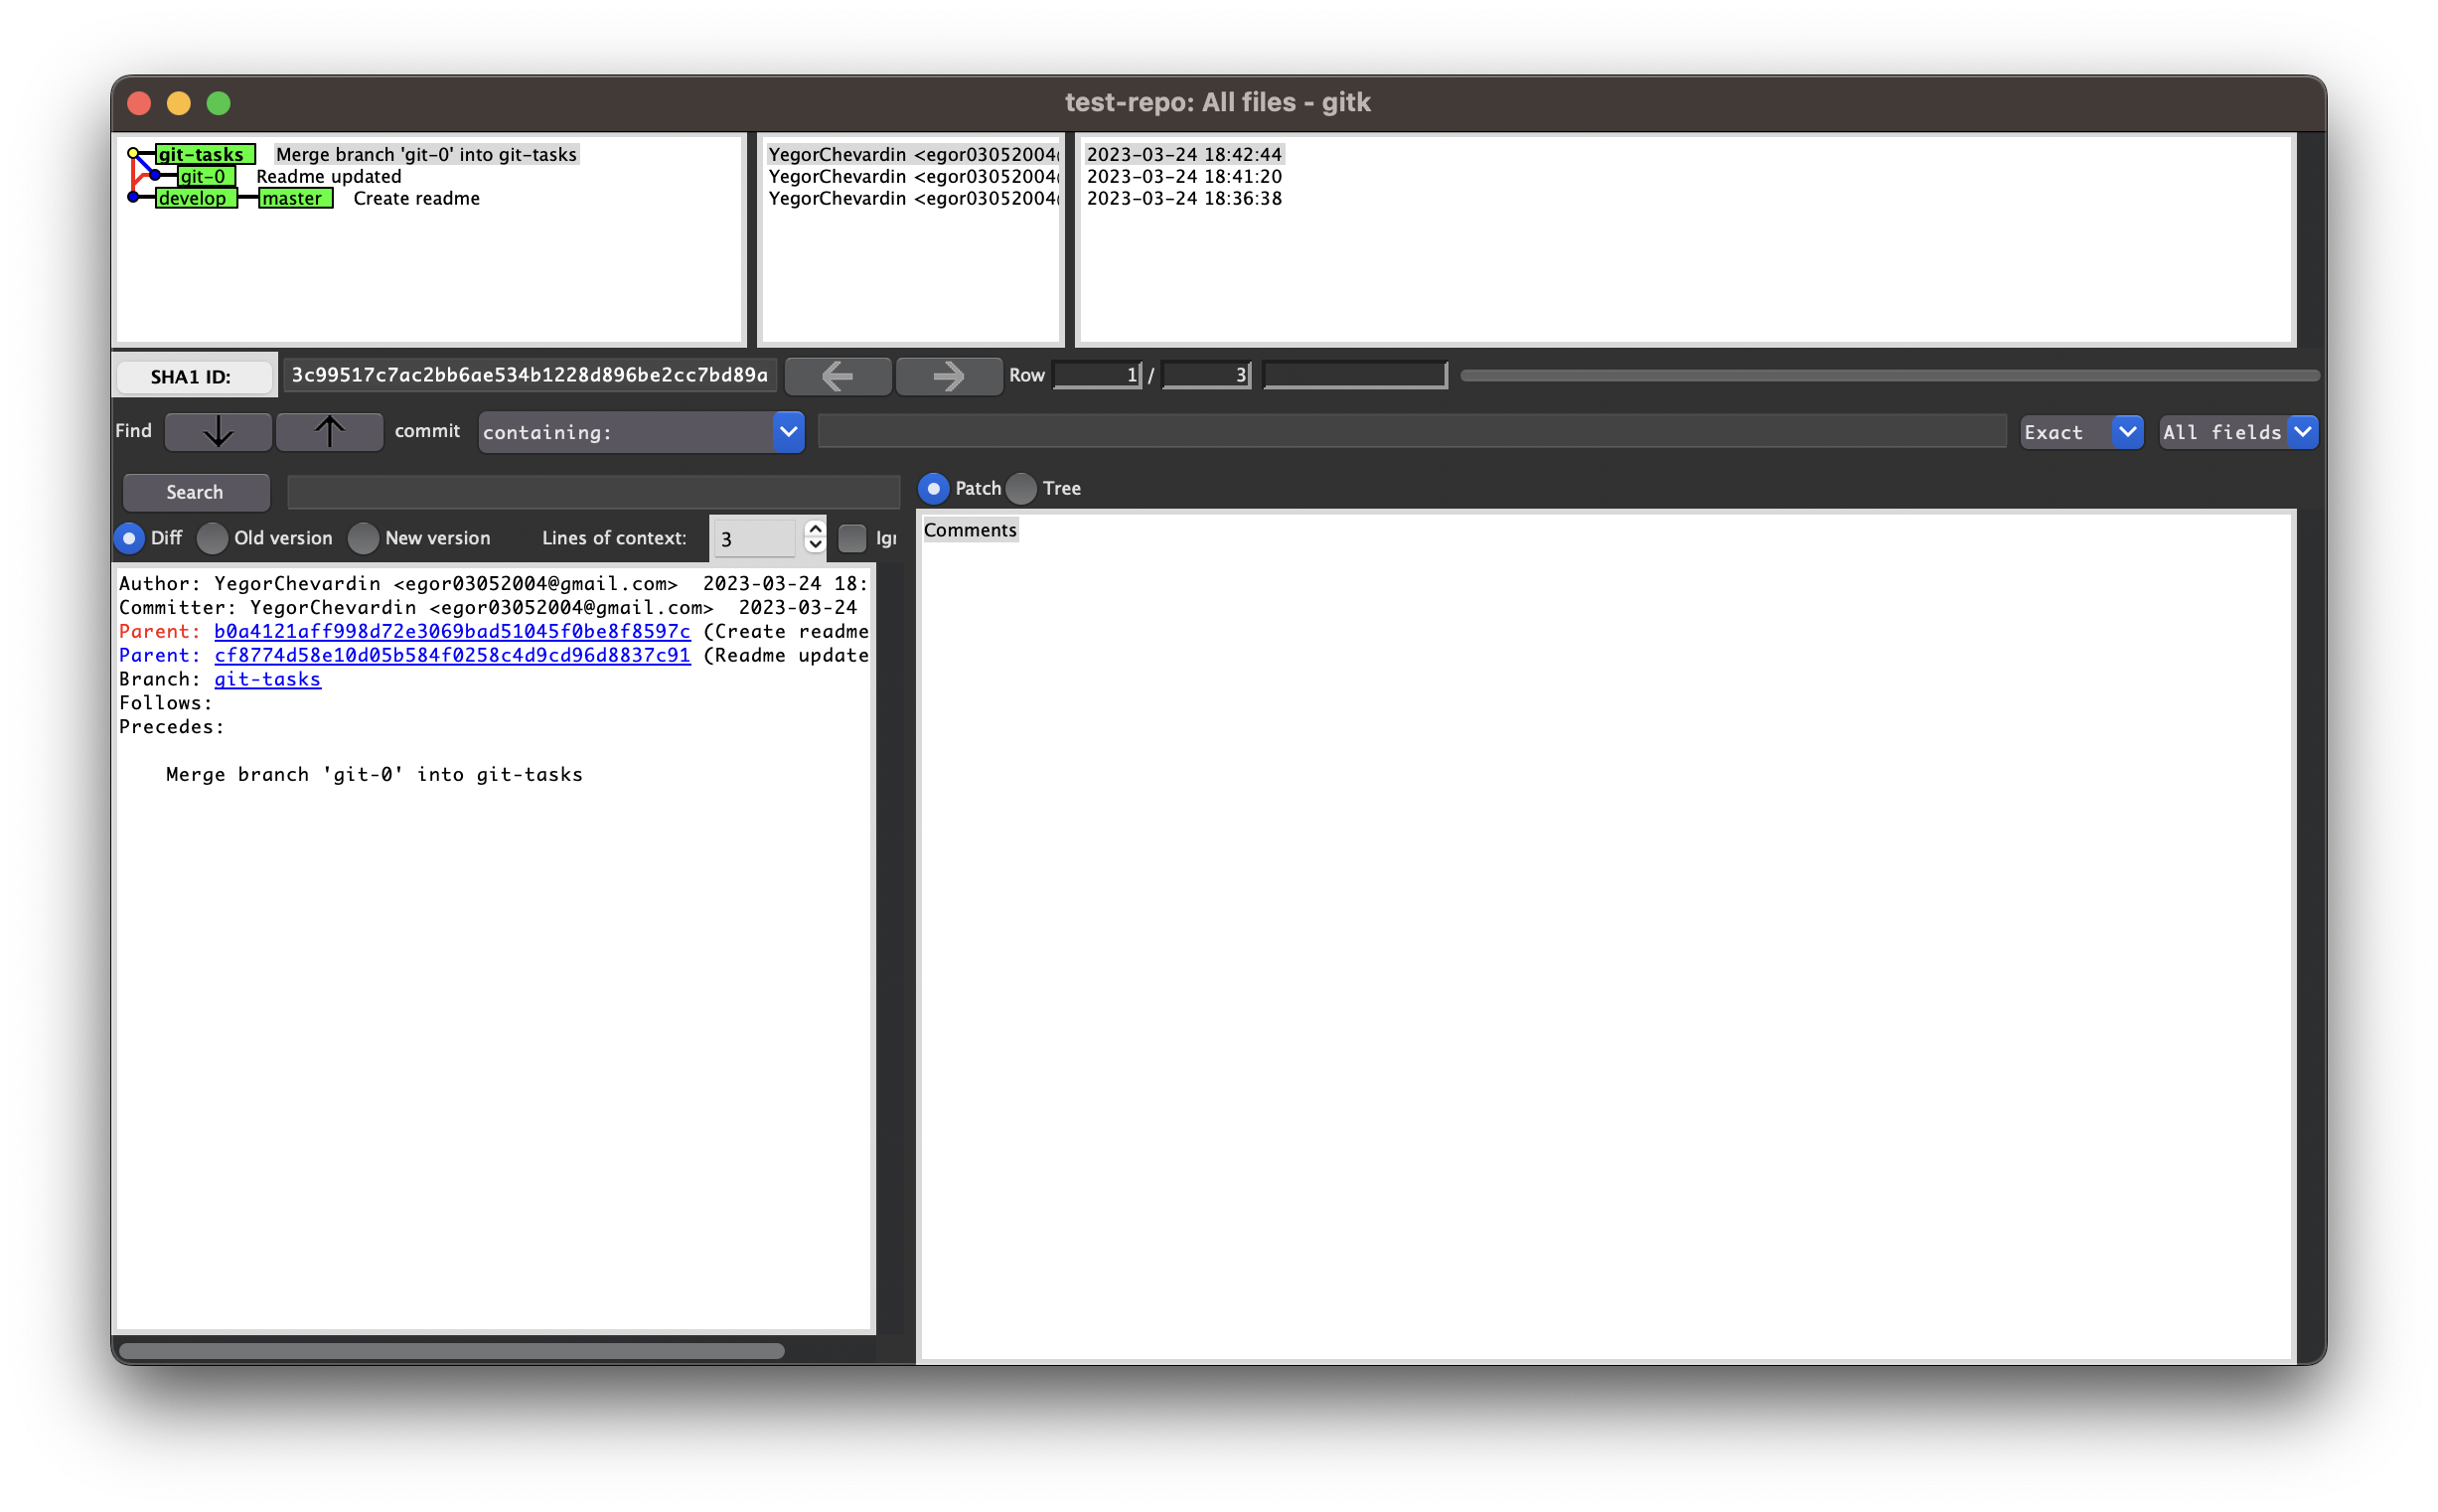 test-repo: All files - gitk
git-tasks Merge branch 'git-0' into git-tasks YegorChevardin <egor03052004@ 2023-03-24 18:42:44
git-0 Readme updated YegorChevardin <egor03052004@ 2023-03-24 18:41:20
develop master Create readme YegorChevardin <egor03052004@ 2023-03-24 18:36:38
SHA1 ID: 3c99517c7ac2bb6ae534b1228d896be2cc7bd89a Row 1 / 3
Find commit containing: Exact All fields
Search Patch Tree
Diff Old version New version Lines of context: 3 Ign
Comments
Author: YegorChevardin <egor03052004@gmail.com> 2023-03-24 18:
Committer: YegorChevardin <egor03052004@gmail.com> 2023-03-24
Parent: b0a4121aff998d72e3069bad51045f0be8f8597c (Create readme
Parent: cf8774d58e10d05b584f0258c4d9cd96d8837c91 (Readme update
Branch: git-tasks
Follows:
Precedes:
Merge branch 'git-0' into git-tasks